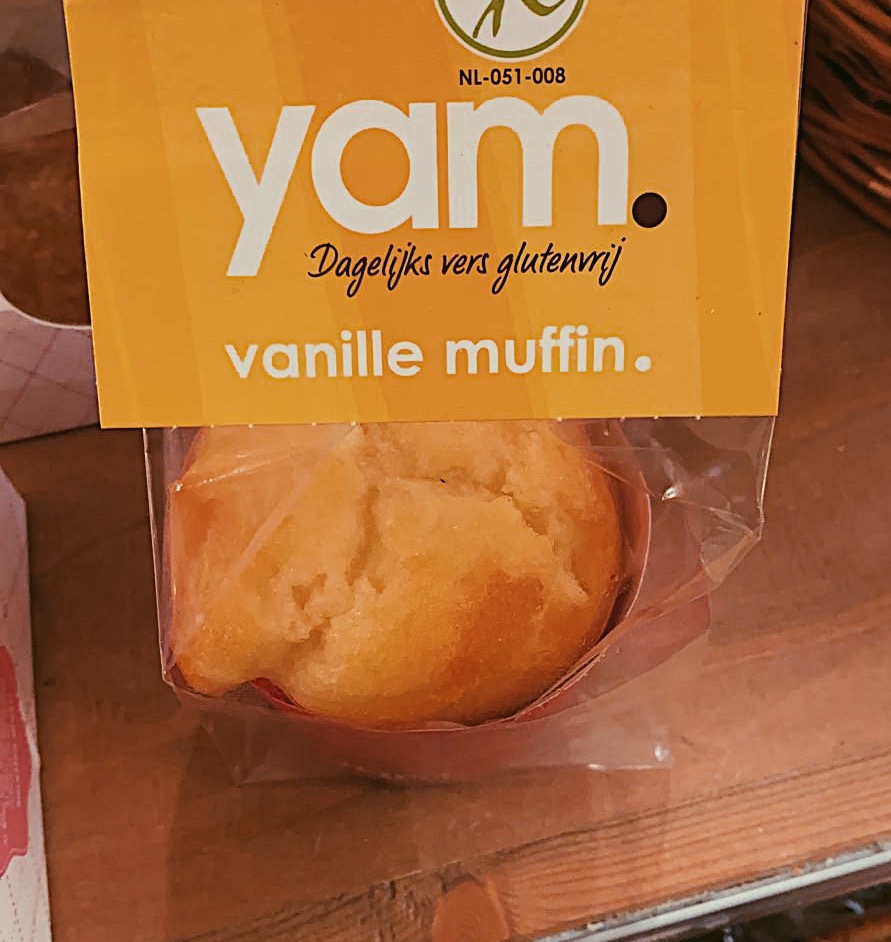 NL-051-008
yam.
Dagelijks vers glutenvrij
vanille muffin.